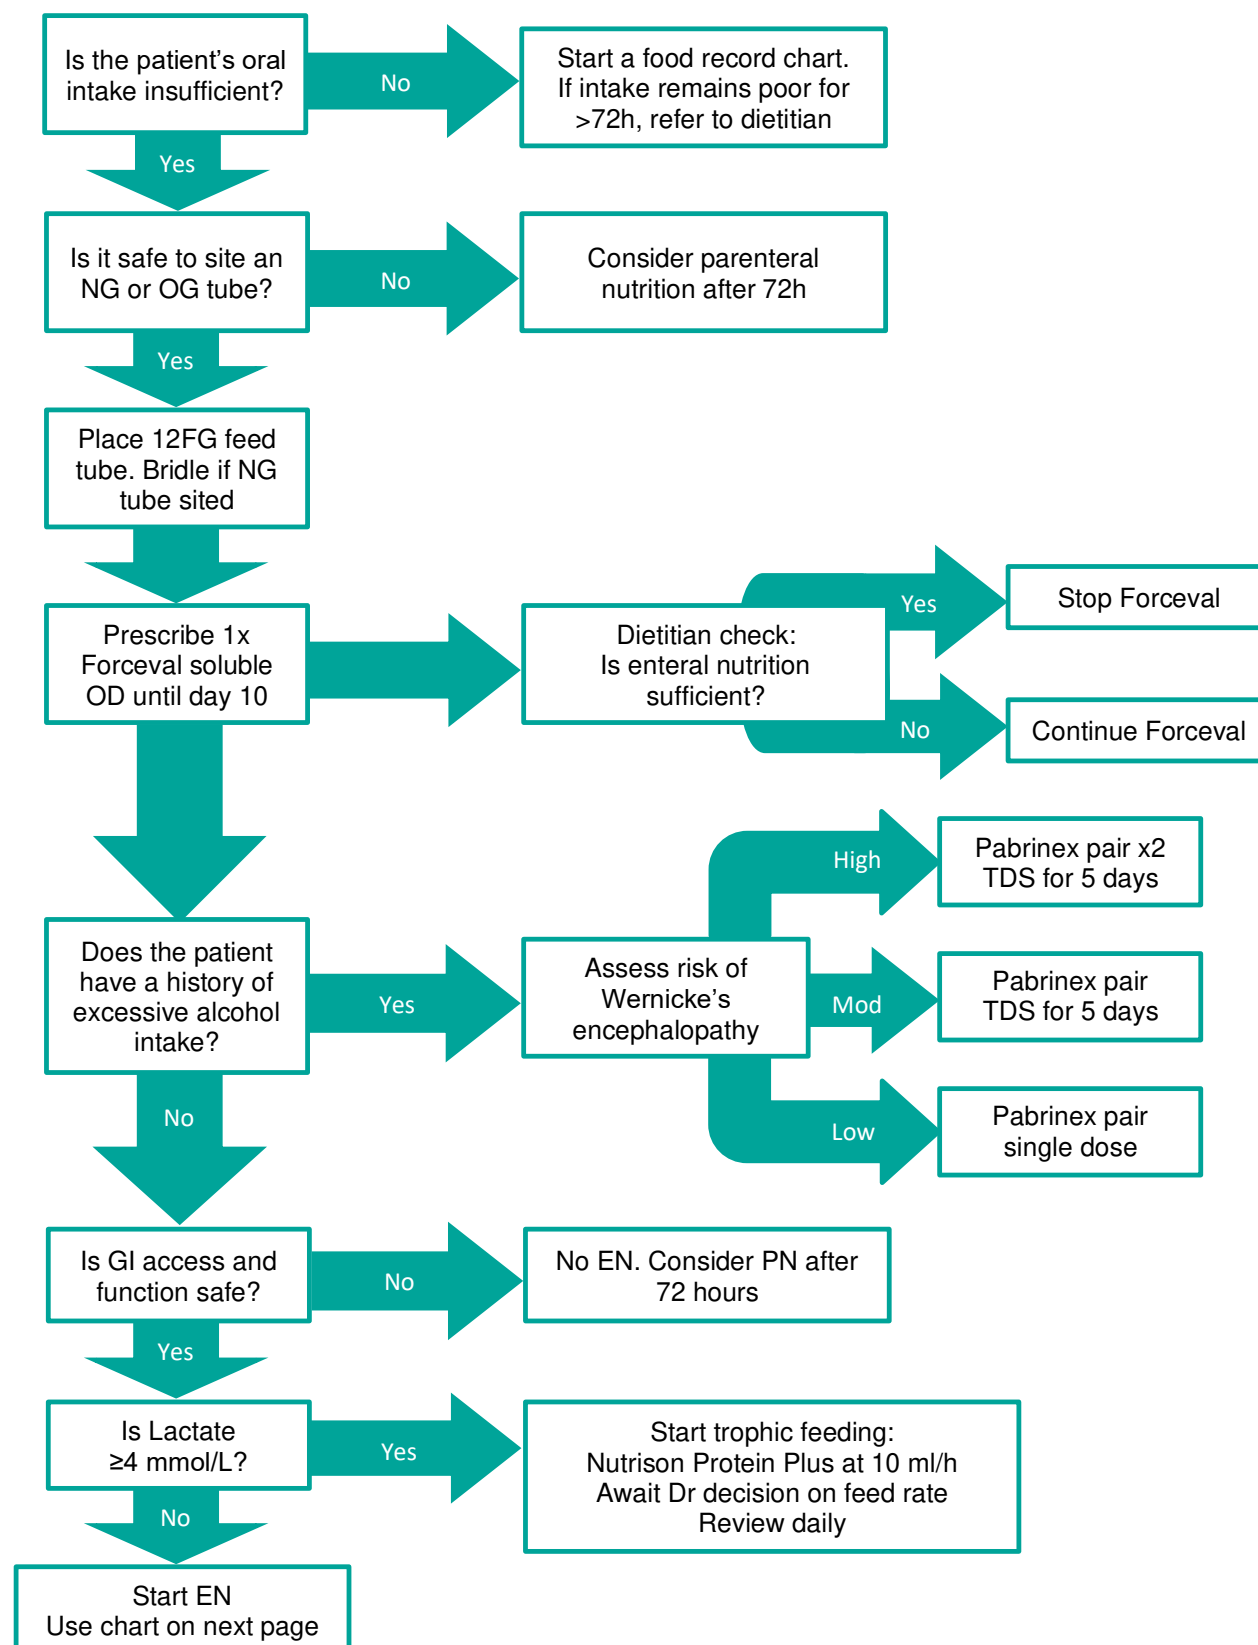 Is the patient's oral
intake insufficient?
No
Start a food record chart.
If intake remains poor for
>72h, refer to dietitian
Yes
Is it safe to site an
NG or OG tube?
No
Consider parenteral
nutrition after 72h
Yes
Place 12FG feed
tube. Bridle if NG
tube sited
Prescribe 1x
Forceval soluble
OD until day 10
Dietitian check:
Is enteral nutrition
sufficient?
Yes
Stop Forceval
No
Continue Forceval
Does the patient
have a history of
excessive alcohol
intake?
Yes
Assess risk of
Wernicke's
encephalopathy
High
Pabrinex pair x2
TDS for 5 days
Mod
Pabrinex pair
TDS for 5 days
Low
Pabrinex pair
single dose
No
Is GI access and
function safe?
No
No EN. Consider PN after
72 hours
Yes
Is Lactate
≥4 mmol/L?
Yes
Start trophic feeding:
Nutrison Protein Plus at 10 ml/h
Await Dr decision on feed rate
Review daily
No
Start EN
Use chart on next page